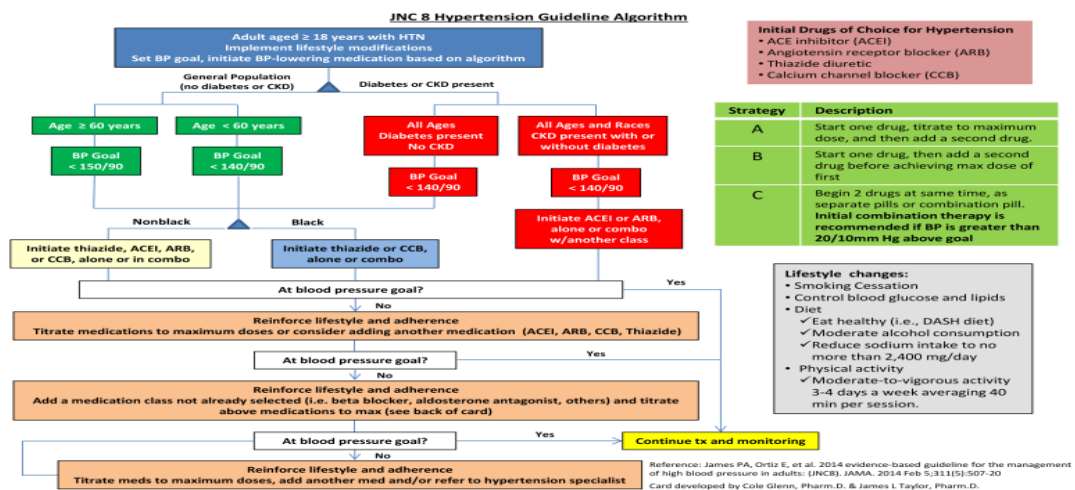 JNC 8 Hypertension Guideline Algorithm
Adult aged ≥ 18 years with HTN
Implement lifestyle modifications
Set BP goal, initiate BP-lowering medication based on algorithm
General Population
(no diabetes or CKD)
Diabetes or CKD present
Age ≥ 60 years
Age < 60 years
All Ages
Diabetes present
No CKD
All Ages and Races
CKD present with or
without diabetes
BP Goal
< 150/90
BP Goal
< 140/90
BP Goal
< 140/90
BP Goal
< 140/90
Nonblack
Black
Initiate thiazide, ACEI, ARB,
or CCB, alone or in combo
Initiate thiazide or CCB,
alone or combo
Initiate ACEI or ARB,
alone or combo
w/another class
At blood pressure goal?
Yes
No
Reinforce lifestyle and adherence
Titrate medications to maximum doses or consider adding another medication (ACEI, ARB, CCB, Thiazide)
At blood pressure goal?
Yes
No
Reinforce lifestyle and adherence
Add a medication class not already selected (i.e. beta blocker, aldosterone antagonist, others) and titrate
above medications to max (see back of card)
At blood pressure goal?
Yes
Continue tx and monitoring
No
Reinforce lifestyle and adherence
Titrate meds to maximum doses, add another med and/or refer to hypertension specialist
Initial Drugs of Choice for Hypertension
• ACE inhibitor (ACEI)
• Angiotensin receptor blocker (ARB)
• Thiazide diuretic
• Calcium channel blocker (CCB)
Strategy Description
A Start one drug, titrate to maximum
dose, and then add a second drug.
B Start one drug, then add a second
drug before achieving max dose of
first
C Begin 2 drugs at same time, as
separate pills or combination pill.
Initial combination therapy is
recommended if BP is greater than
20/10mm Hg above goal
Lifestyle changes:
• Smoking Cessation
• Control blood glucose and lipids
• Diet
✓Eat healthy (i.e., DASH diet)
✓Moderate alcohol consumption
✓Reduce sodium intake to no
more than 2,400 mg/day
• Physical activity
✓Moderate-to-vigorous activity
3-4 days a week averaging 40
min per session.
Reference: James PA, Ortiz E, et al. 2014 evidence-based guideline for the management
of high blood pressure in adults: (JNC8). JAMA. 2014 Feb 5;311(5):507-20
Card developed by Cole Glenn, Pharm.D. & James L Taylor, Pharm.D.